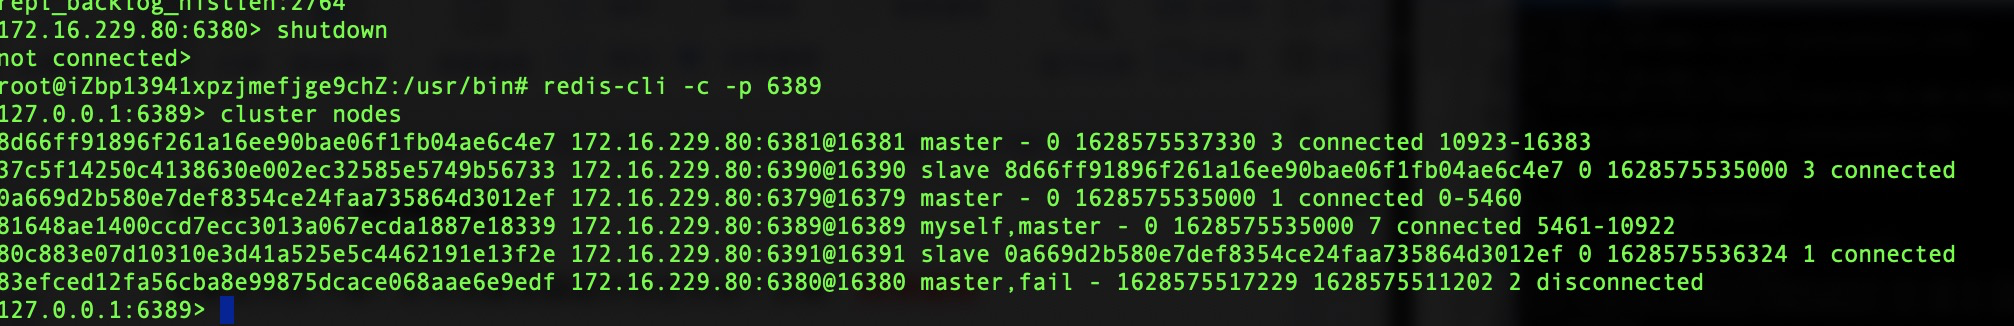 repl_backlog_histlen:2764
172.16.229.80:6380> shutdown
not connected>
root@iZbp13941xpzjmefjge9chZ:/usr/bin# redis-cli -c -p 6389
127.0.0.1:6389> cluster nodes
8d66ff91896f261a16ee90bae06f1fb04ae6c4e7 172.16.229.80:6381@16381 master - 0 1628575537330 3 connected 10923-16383
37c5f14250c4138630e002ec32585e5749b56733 172.16.229.80:6390@16390 slave 8d66ff91896f261a16ee90bae06f1fb04ae6c4e7 0 1628575535000 3 connected
0a669d2b580e7def8354ce24faa735864d3012ef 172.16.229.80:6379@16379 master - 0 1628575535000 1 connected 0-5460
81648ae1400ccd7ecc3013a067ecda1887e18339 172.16.229.80:6389@16389 myself,master - 0 1628575535000 7 connected 5461-10922
80c883e07d10310e3d41a525e5c4462191e13f2e 172.16.229.80:6391@16391 slave 0a669d2b580e7def8354ce24faa735864d3012ef 0 1628575536324 1 connected
83efced12fa56cba8e99875dcace068aae6e9edf 172.16.229.80:6380@16380 master,fail - 1628575517229 1628575511202 2 disconnected
127.0.0.1:6389>